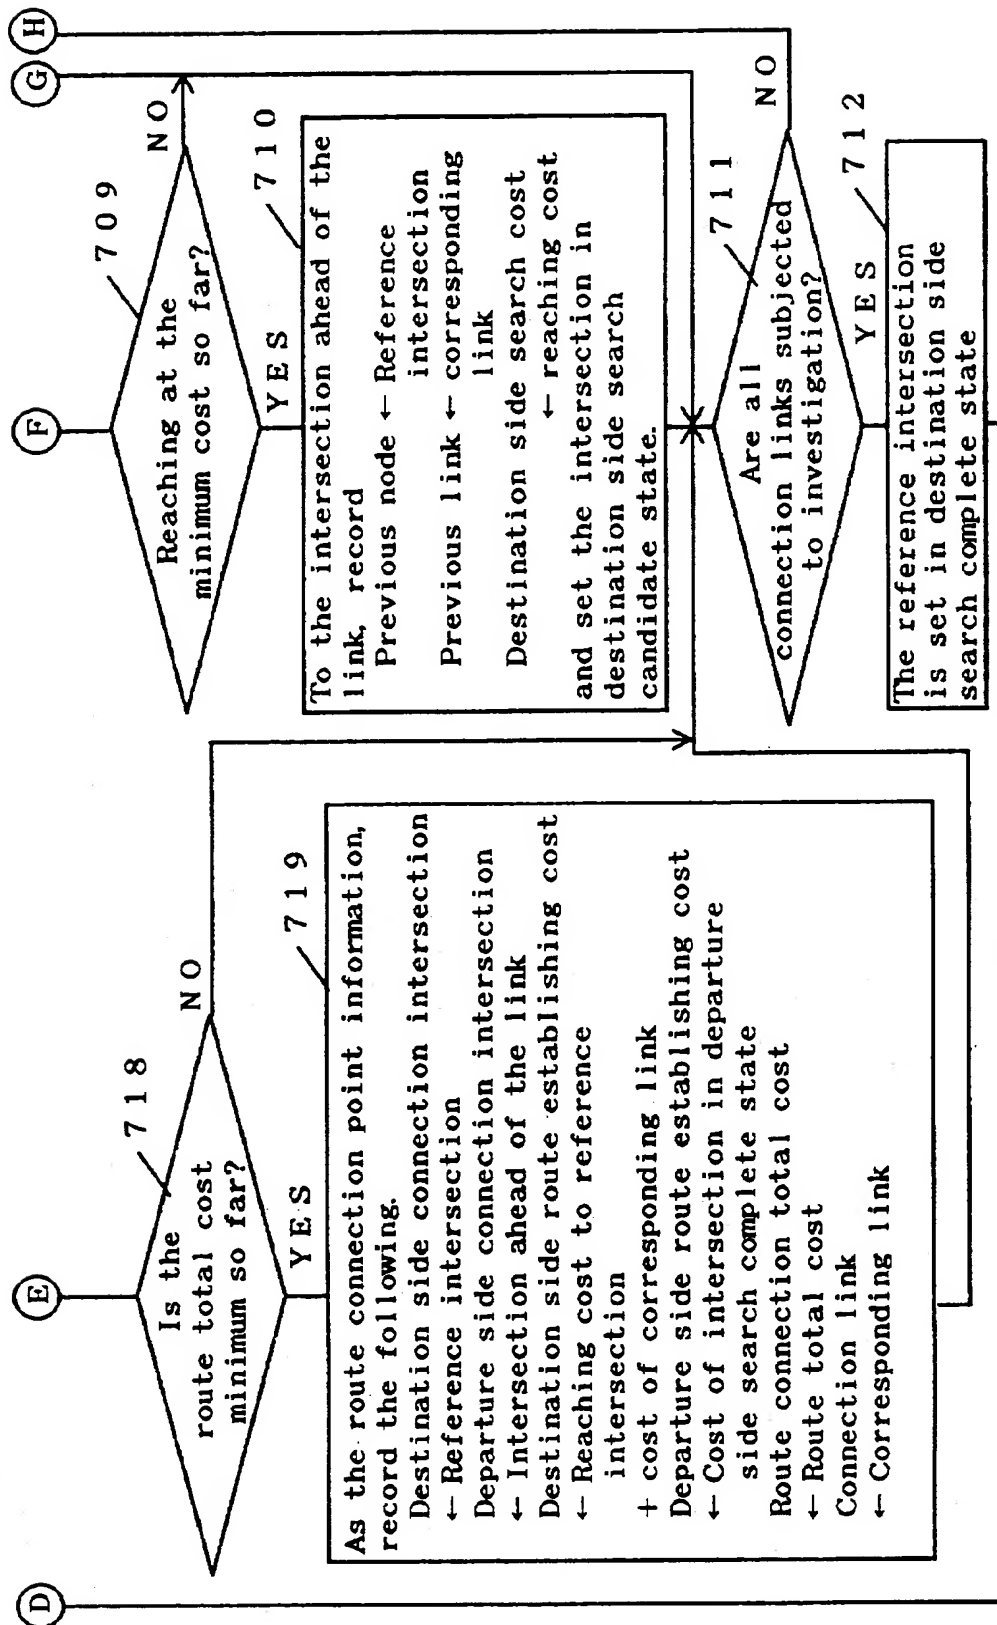 D
E
F
G
H
718
Is the
route total cost
minimum so far?
NO
YES
719
As the route connection point information,
record the following.
Destination side connection intersection
← Reference intersection
Departure side connection intersection
← Intersection ahead of the link
Destination side route establishing cost
← Reaching cost to reference
intersection
+ cost of corresponding link
Departure side route establishing cost
← Cost of intersection in departure
side search complete state
Route connection total cost
← Route total cost
Connection link
← Corresponding link
709
Reaching at the
minimum cost so far?
NO
YES
710
To the intersection ahead of the
link, record
Previous node ← Reference
intersection
Previous link ← corresponding
link
Destination side search cost
← reaching cost
and set the intersection in
destination side search
candidate state.
711
Are all
connection links subjected
to investigation?
NO
YES
712
The reference intersection
is set in destination side
search complete state